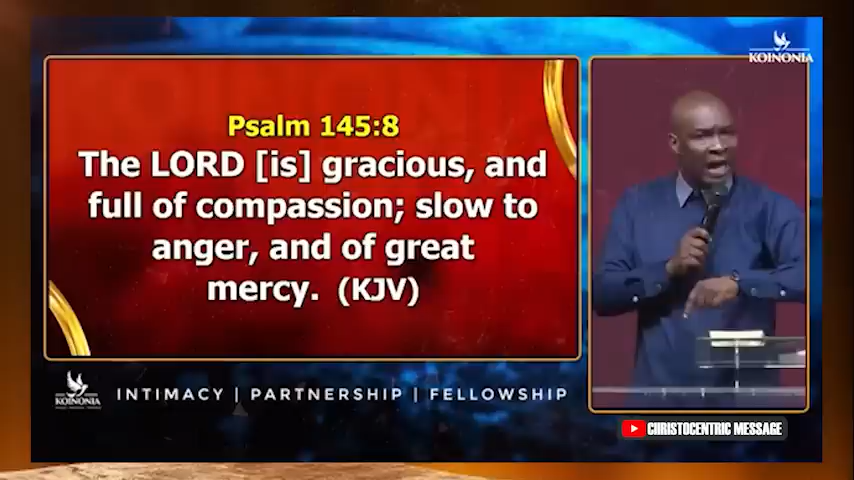 KOINONIA
Psalm 145:8
The LORD [is] gracious, and
full of compassion; slow to
anger, and of great
mercy. (KJV)
KOINONIA
INTIMACY | PARTNERSHIP | FELLOWSHIP
CHRISTOCENTRIC MESSAGE